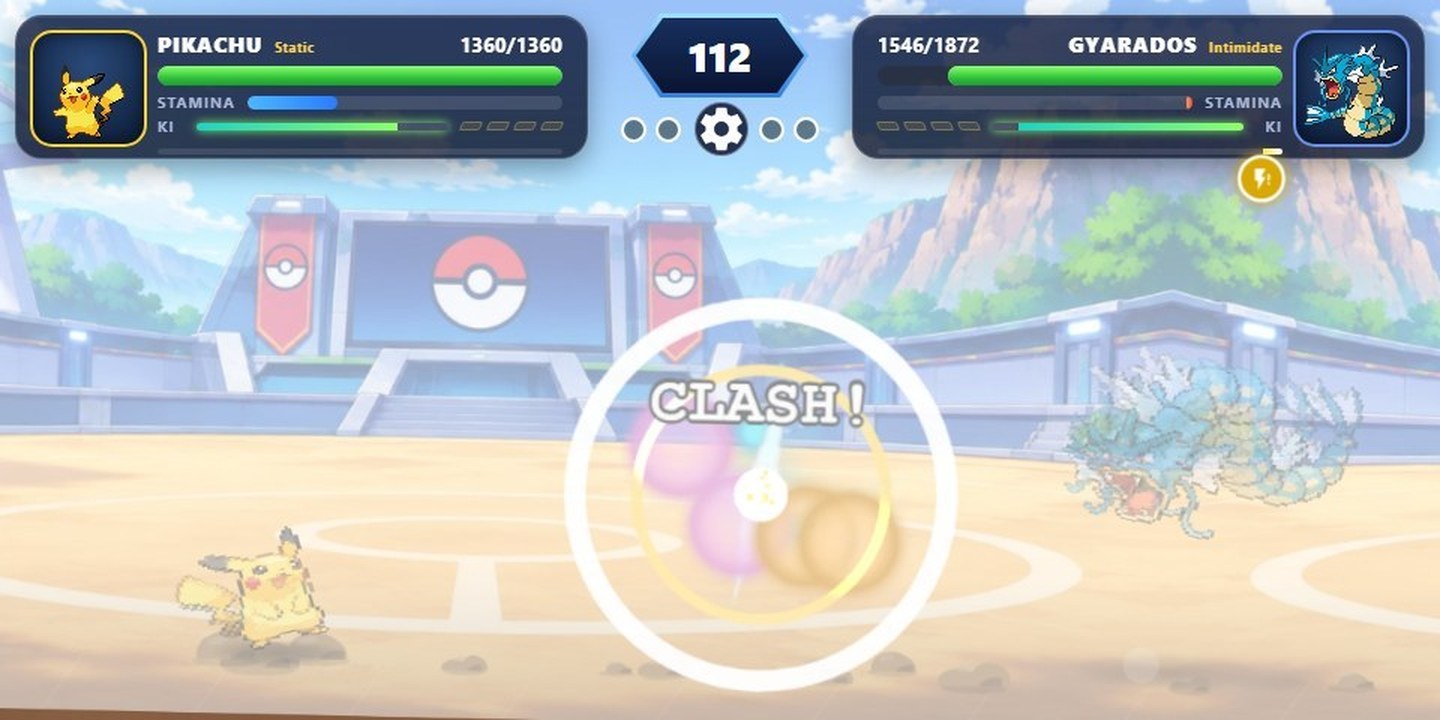 PIKACHU Static 1360/1360
STAMINA
KI
112
1546/1872 GYARADOS Intimidate
STAMINA
KI
CLASH!